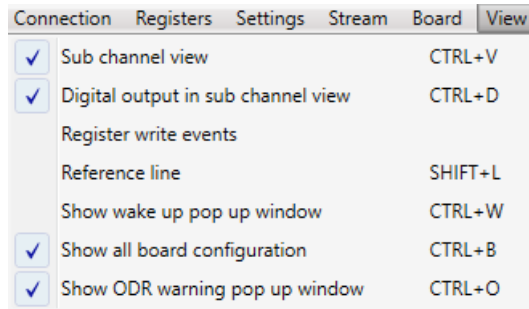 Connection Registers Settings Stream Board View
Sub channel view CTRL+V
Digital output in sub channel view CTRL+D
Register write events
Reference line SHIFT+L
Show wake up pop up window CTRL+W
Show all board configuration CTRL+B
Show ODR warning pop up window CTRL+O